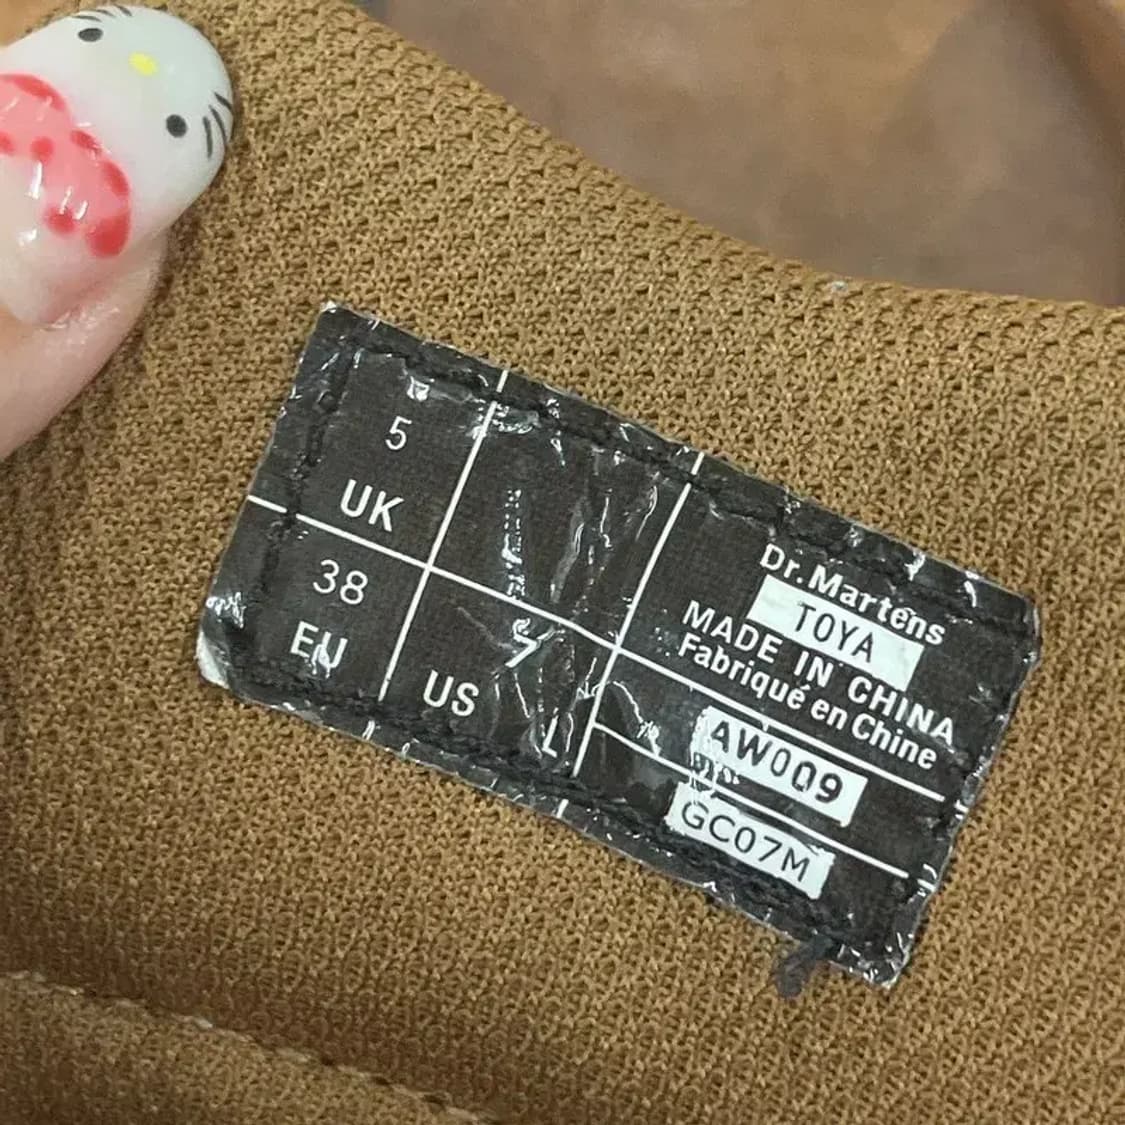 5
UK
38
EU
7
US
L
Dr. Martens
TOYA
MADE IN CHINA
Fabriqué en Chine
AW009
GC07M